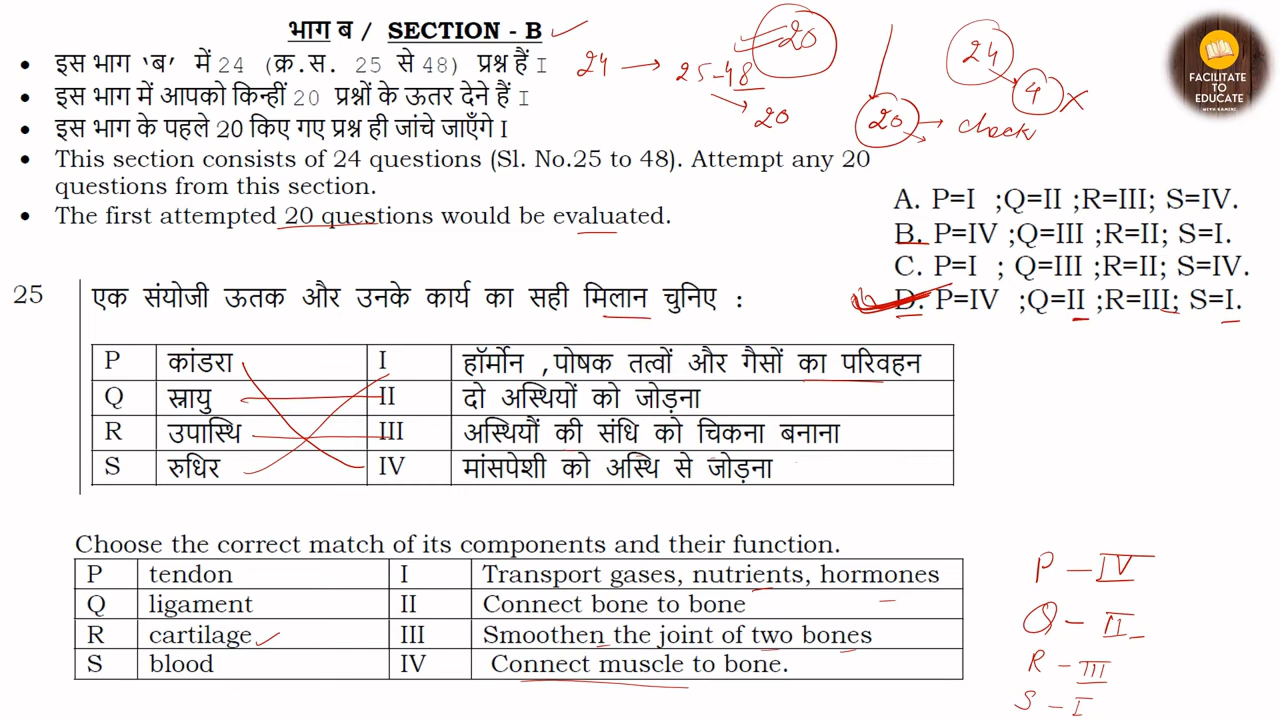 भाग ब / SECTION - B
• इस भाग 'ब' में 24 (क्र.स. 25 से 48) प्रश्न हैं I
• इस भाग में आपको किन्हीं 20 प्रश्नों के ऊतर देने हैं I
• इस भाग के पहले 20 किए गए प्रश्न ही जांचे जाएँगे I
• This section consists of 24 questions (Sl. No.25 to 48). Attempt any 20
questions from this section.
• The first attempted 20 questions would be evaluated.
24 → 25-48
20
20
20 → check
24
4 ×
FACILITATE
TO
EDUCATE
A. P=I ;Q=II ;R=III; S=IV.
B. P=IV ;Q=III ;R=II; S=I.
C. P=I ; Q=III ;R=II; S=IV.
D. P=IV ;Q=II ;R=III; S=I.
25 एक संयोजी ऊतक और उनके कार्य का सही मिलान चुनिए :
P कांडरा I हॉर्मोन ,पोषक तत्वों और गैसों का परिवहन
Q स्नायु II दो अस्थियों को जोड़ना
R उपास्थि III अस्थियौं की संधि को चिकना बनाना
S रुधिर IV मांसपेशी को अस्थि से जोड़ना
Choose the correct match of its components and their function.
P tendon I Transport gases, nutrients, hormones
Q ligament II Connect bone to bone
R cartilage III Smoothen the joint of two bones
S blood IV Connect muscle to bone.
P - IV
Q - II
R - III
S - I